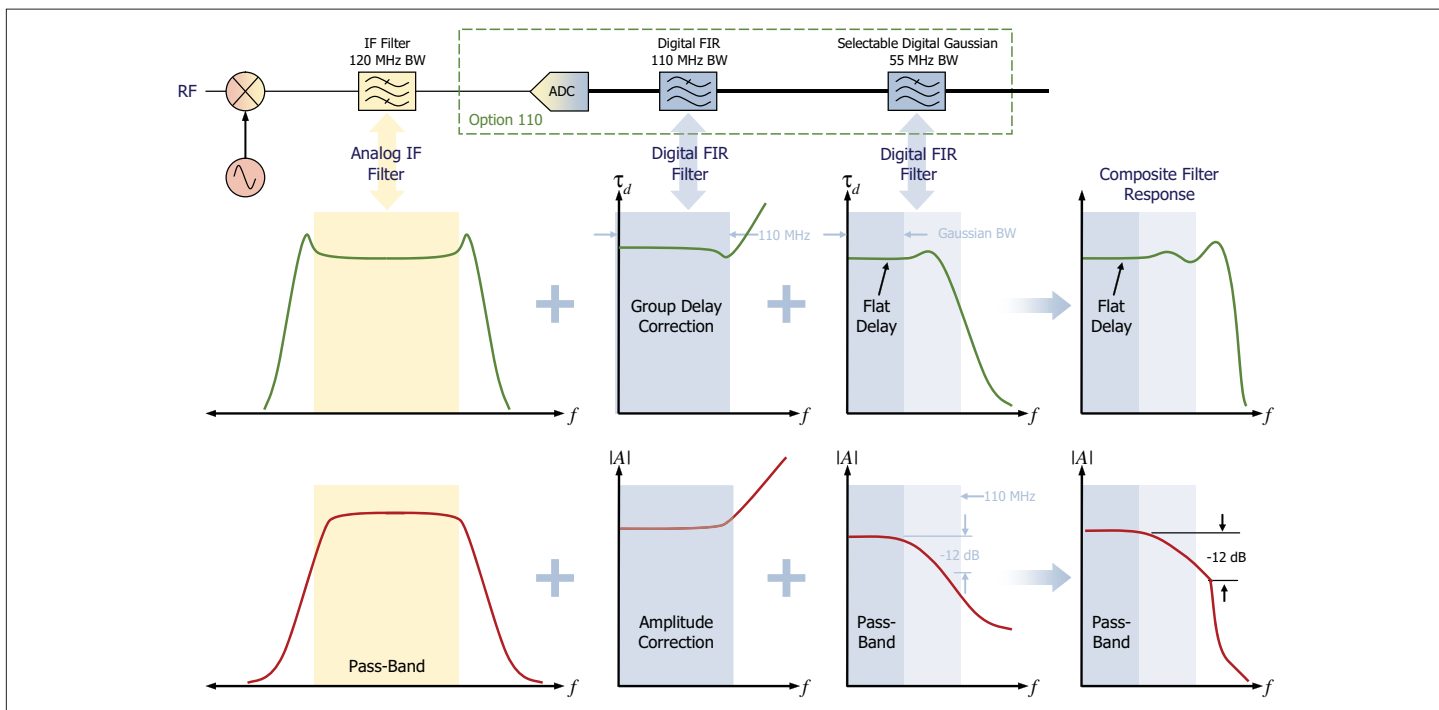 IF Filter
120 MHz BW
Digital FIR
110 MHz BW
Selectable Digital Gaussian
55 MHz BW
RF
ADC
Option 110
Analog IF
Filter
Digital FIR
Filter
Digital FIR
Filter
Composite Filter
Response
τd
τd
110 MHz
Gaussian BW
Group Delay
Correction
Flat
Delay
Flat
Delay
f
f
f
f
|A|
|A|
|A|
110 MHz
-12 dB
-12 dB
Pass-Band
Amplitude
Correction
Pass-
Band
Pass-
Band
f
f
f
f